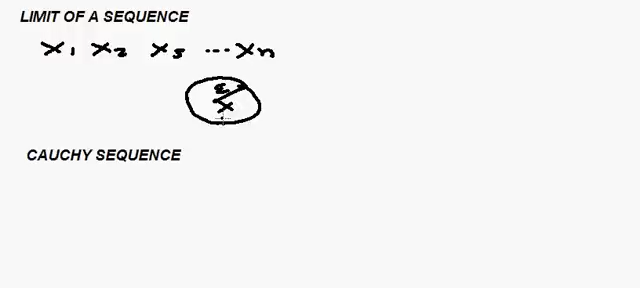 LIMIT OF A SEQUENCE
x₁ x₂ x₃ ... xₙ
ε
x
CAUCHY SEQUENCE